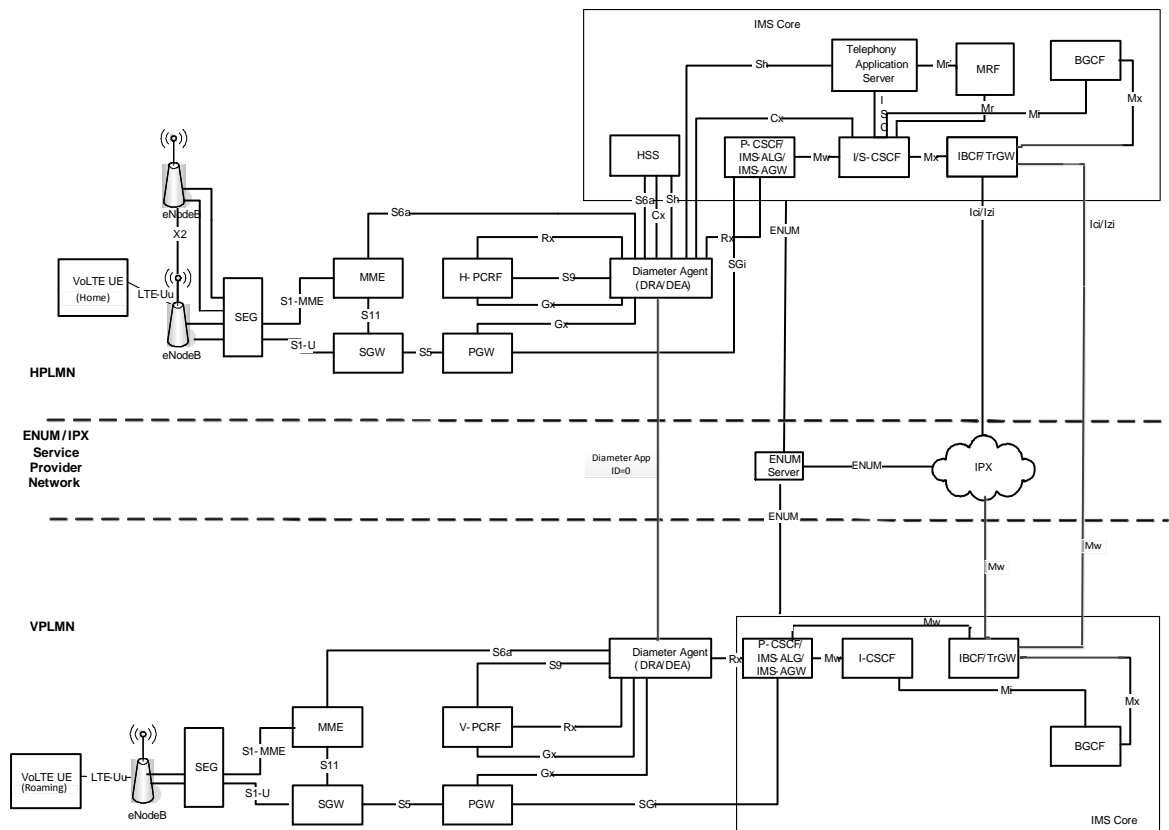 IMS Core
Telephony
Application
Server
MRF
BGCF
Sh
Mr'
Mx
I
S
C
Mr
Mi
Cx
HSS
P- CSCF/
IMS-ALG/
IMS-AGW
Mw
I/S-CSCF
Mx
IBCF/TrGW
eNodeB
S6a
Cx
Sh
S6a
Ici/Izi
Ici/Izi
ENUM
Rx
Rx
X2
SGi
VoLTE UE
(Home)
LTE-Uu
SEG
S1-MME
MME
H- PCRF
S9
Diameter Agent
(DRA/DEA)
Gx
S11
Gx
eNodeB
S1-U
SGW
S5
PGW
HPLMN
ENUM/IPX
Service
Provider
Network
Diameter App
ID=0
ENUM
Server
ENUM
IPX
ENUM
Mw
Mw
VPLMN
Mw
S6a
Diameter Agent
(DRA/DEA)
Rx
P- CSCF/
IMS-ALG/
IMS-AGW
Mw
I-CSCF
IBCF/TrGW
S9
Mi
Mx
MME
V- PCRF
Rx
BGCF
S1-MME
SEG
Gx
S11
Gx
VoLTE UE
(Roaming)
LTE-Uu
S1-U
SGW
S5
PGW
SGi
eNodeB
IMS Core